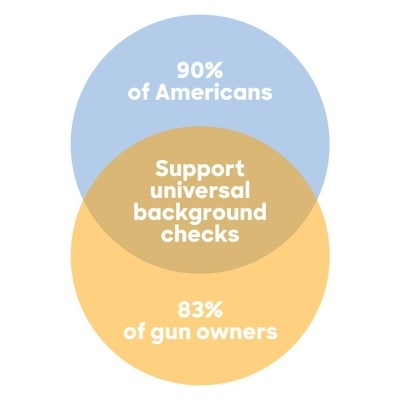 90%
of Americans
Support
universal
background
checks
83%
of gun owners